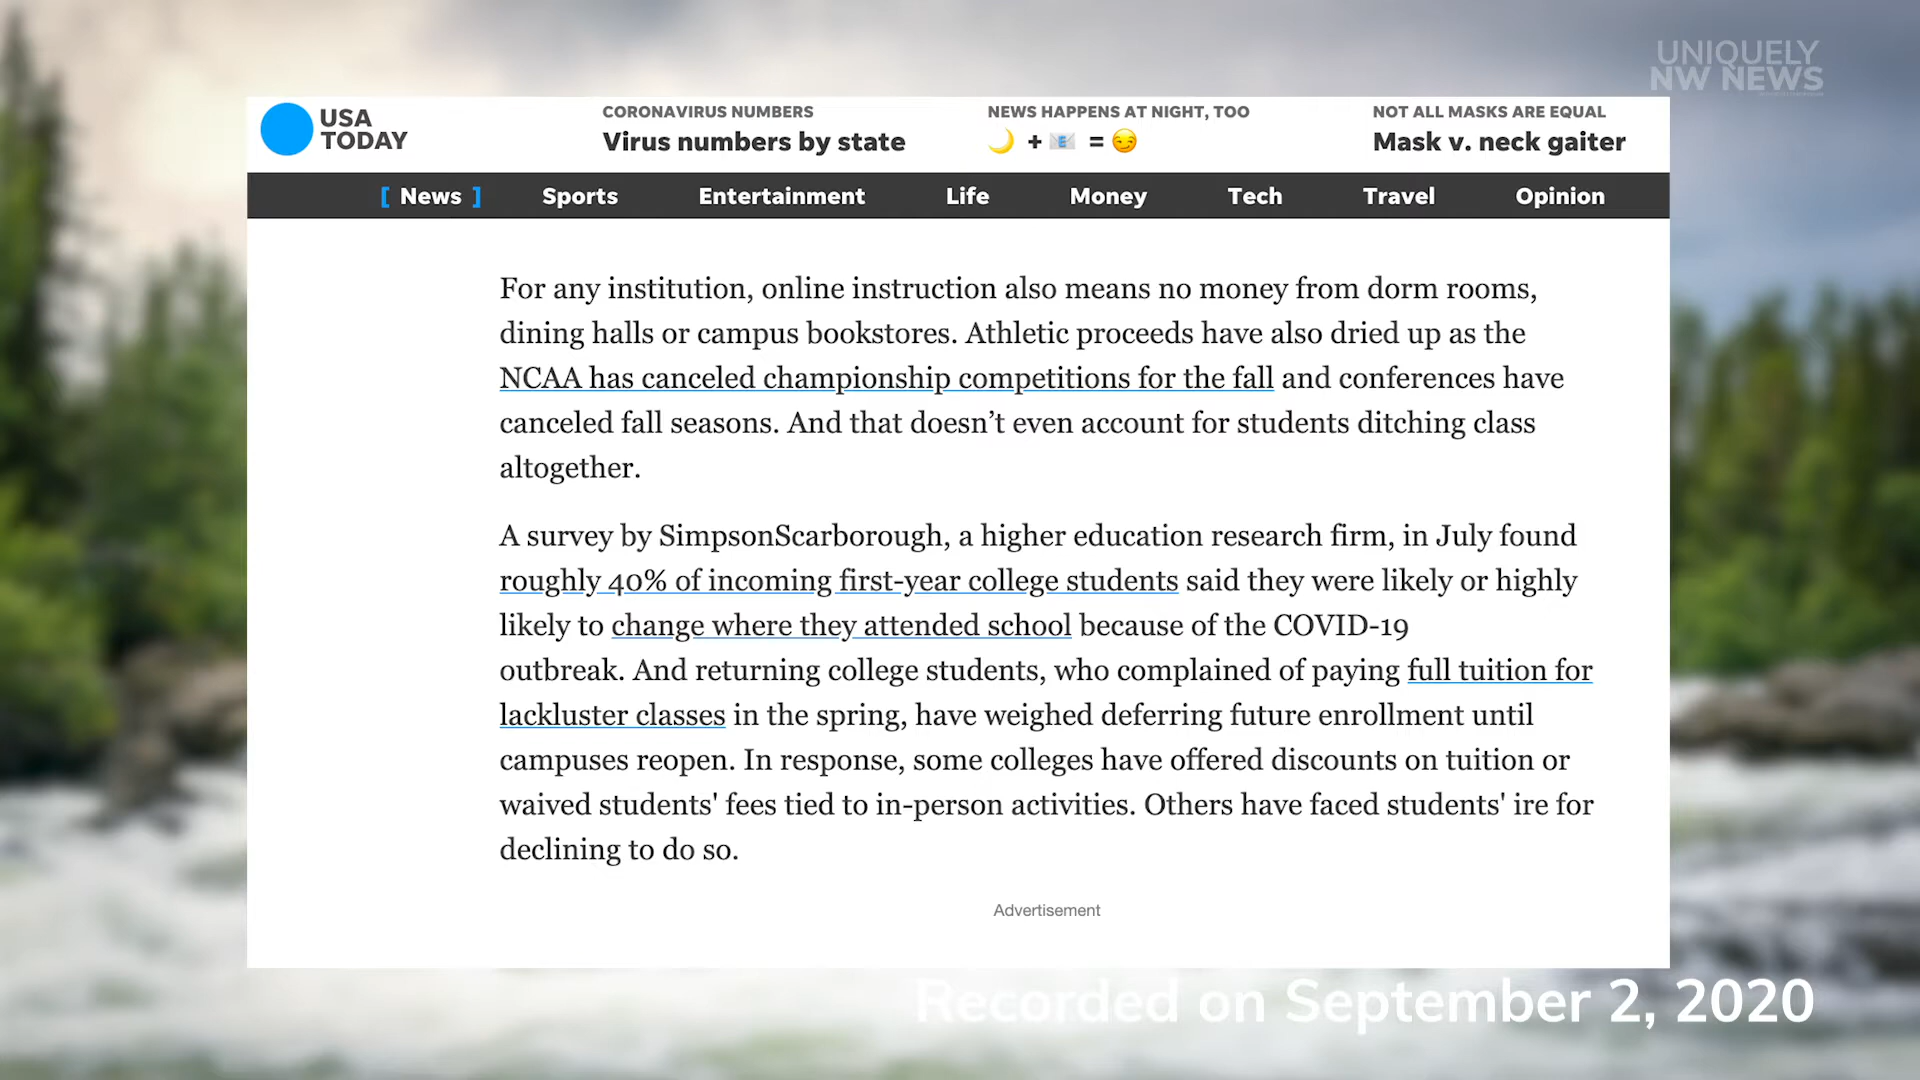 UNIQUELY
NW NEWS
USA
TODAY
CORONAVIRUS NUMBERS
Virus numbers by state
NEWS HAPPENS AT NIGHT, TOO
🌙 + 📧 = 😏
NOT ALL MASKS ARE EQUAL
Mask v. neck gaiter
[ News ] Sports Entertainment Life Money Tech Travel Opinion
For any institution, online instruction also means no money from dorm rooms,
dining halls or campus bookstores. Athletic proceeds have also dried up as the
NCAA has canceled championship competitions for the fall and conferences have
canceled fall seasons. And that doesn’t even account for students ditching class
altogether.
A survey by SimpsonScarborough, a higher education research firm, in July found
roughly 40% of incoming first-year college students said they were likely or highly
likely to change where they attended school because of the COVID-19
outbreak. And returning college students, who complained of paying full tuition for
lackluster classes in the spring, have weighed deferring future enrollment until
campuses reopen. In response, some colleges have offered discounts on tuition or
waived students' fees tied to in-person activities. Others have faced students' ire for
declining to do so.
Advertisement
Recorded on September 2, 2020